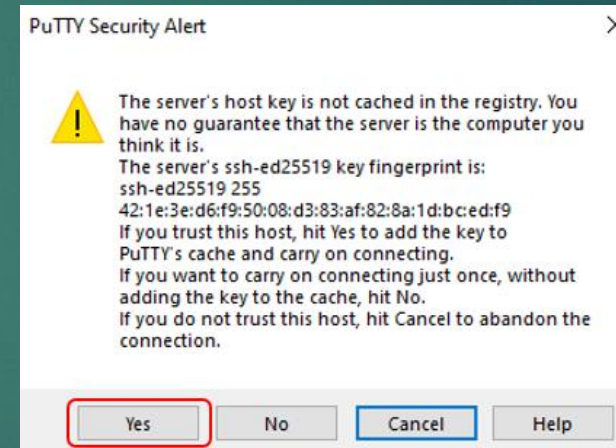 PuTTY Security Alert
The server's host key is not cached in the registry. You
have no guarantee that the server is the computer you
think it is.
The server's ssh-ed25519 key fingerprint is:
ssh-ed25519 255
42:1e:3e:d6:f9:50:08:d3:83:af:82:8a:1d:bc:ed:f9
If you trust this host, hit Yes to add the key to
PuTTY's cache and carry on connecting.
If you want to carry on connecting just once, without
adding the key to the cache, hit No.
If you do not trust this host, hit Cancel to abandon the
connection.
Yes No Cancel Help